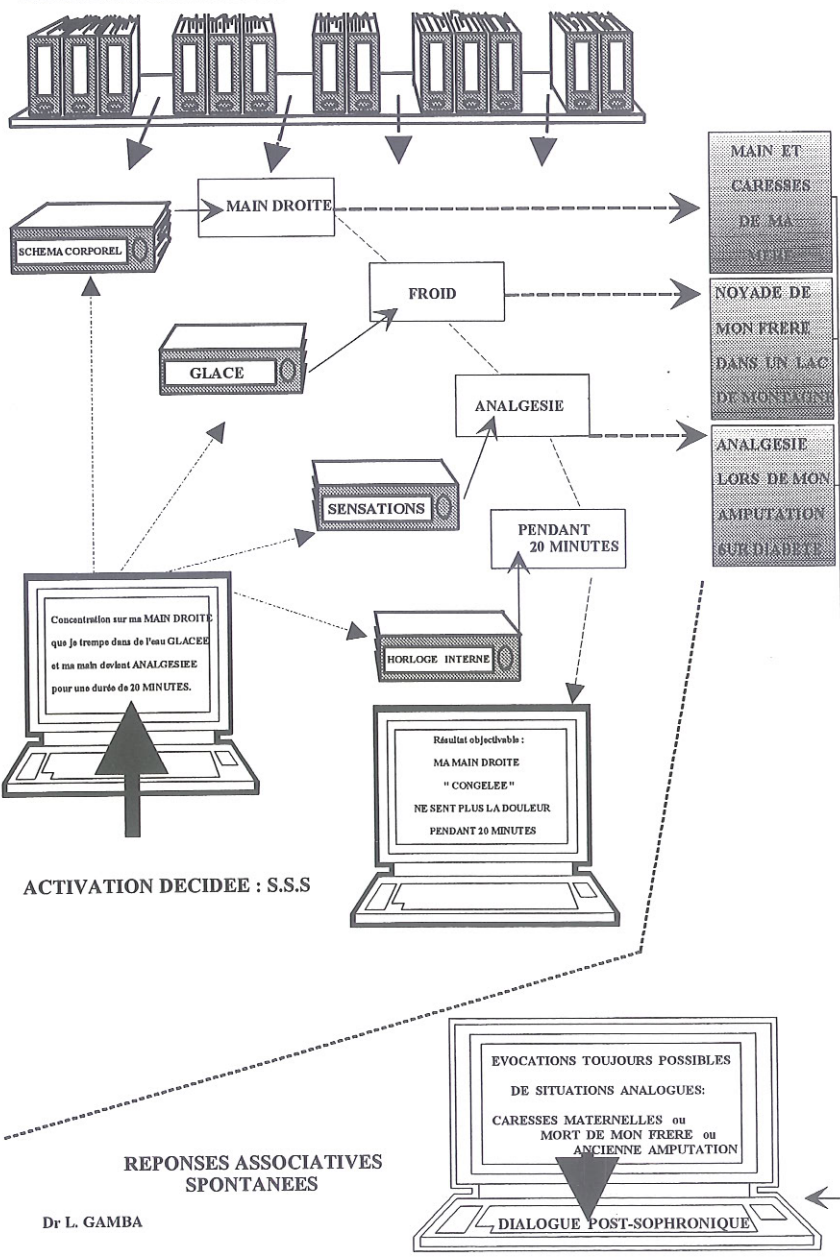 MAIN DROITE
SCHEMA CORPOREL
FROID
GLACE
ANALGESIE
SENSATIONS
PENDANT
20 MINUTES
HORLOGE INTERNE
MAIN ET
CARESSES
DE MA
MERE
NOYADE DE
MON FRERE
DANS UN LAC
DE MONTAGNE
ANALGESIE
LORS DE MON
AMPUTATION
SUR DIABETE
Concentration sur ma MAIN DROITE
que je trempe dans de l'eau GLACEE
et ma main devient ANALGESIEE
pour une durée de 20 MINUTES.
Résultat objectivable :
MA MAIN DROITE
" CONGELEE "
NE SENT PLUS LA DOULEUR
PENDANT 20 MINUTES
ACTIVATION DECIDEE : S.S.S
EVOCATIONS TOUJOURS POSSIBLES
DE SITUATIONS ANALOGUES:
CARESSES MATERNELLES ou
MORT DE MON FRERE ou
ANCIENNE AMPUTATION
DIALOGUE POST-SOPHRONIQUE
REPONSES ASSOCIATIVES
SPONTANEES
Dr L. GAMBA